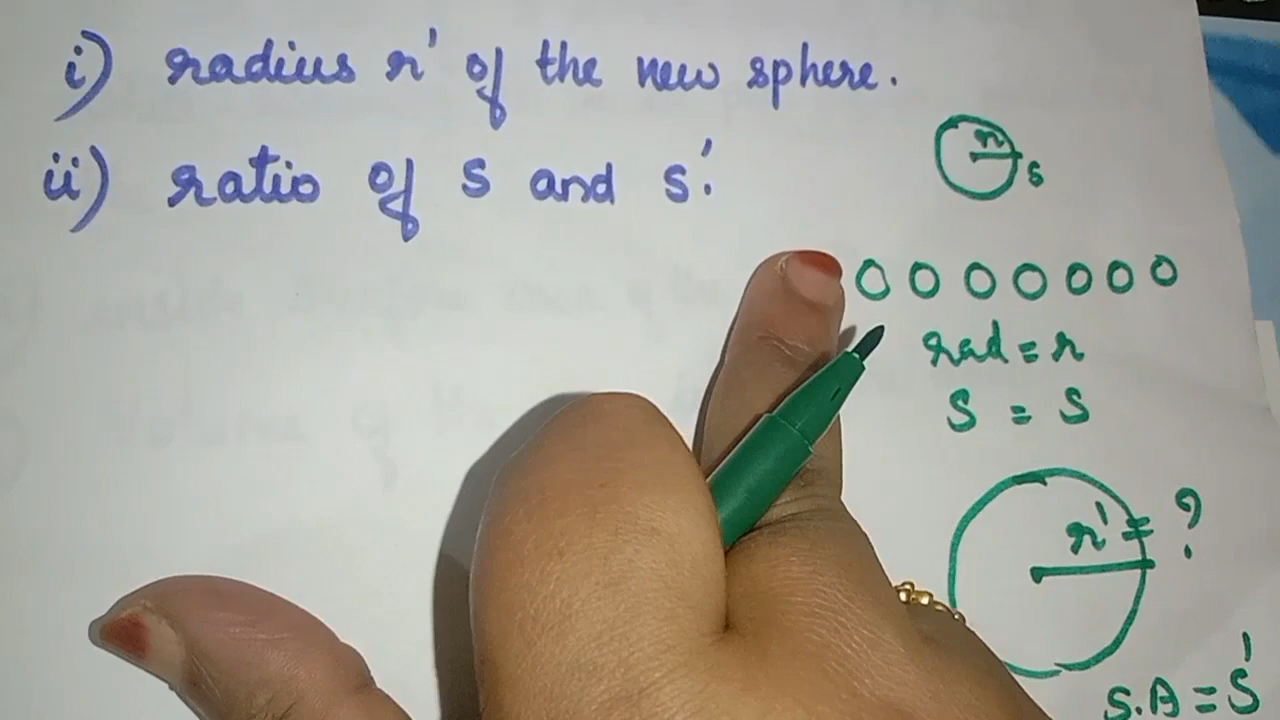 i) radius r' of the new sphere.
ii) ratio of S and S'.
r
S
rad = r
S = S
r' = ?
S.A = S'